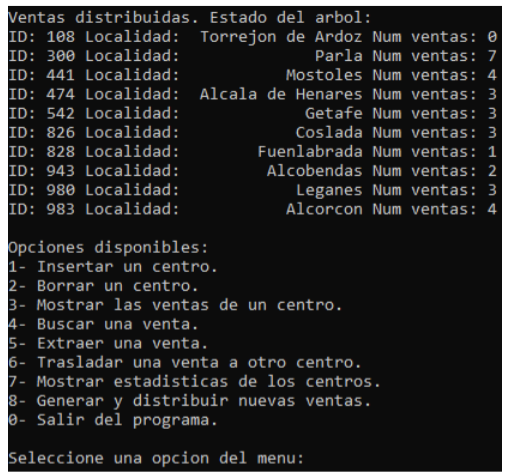 Ventas distribuidas. Estado del arbol:
ID: 108 Localidad:  Torrejon de Ardoz Num ventas: 0
ID: 300 Localidad:              Parla Num ventas: 7
ID: 441 Localidad:           Mostoles Num ventas: 4
ID: 474 Localidad:  Alcala de Henares Num ventas: 3
ID: 542 Localidad:             Getafe Num ventas: 3
ID: 826 Localidad:            Coslada Num ventas: 3
ID: 828 Localidad:        Fuenlabrada Num ventas: 1
ID: 943 Localidad:         Alcobendas Num ventas: 2
ID: 980 Localidad:            Leganes Num ventas: 3
ID: 983 Localidad:           Alcorcon Num ventas: 4
Opciones disponibles:
1- Insertar un centro.
2- Borrar un centro.
3- Mostrar las ventas de un centro.
4- Buscar una venta.
5- Extraer una venta.
6- Trasladar una venta a otro centro.
7- Mostrar estadisticas de los centros.
8- Generar y distribuir nuevas ventas.
0- Salir del programa.
Seleccione una opcion del menu: